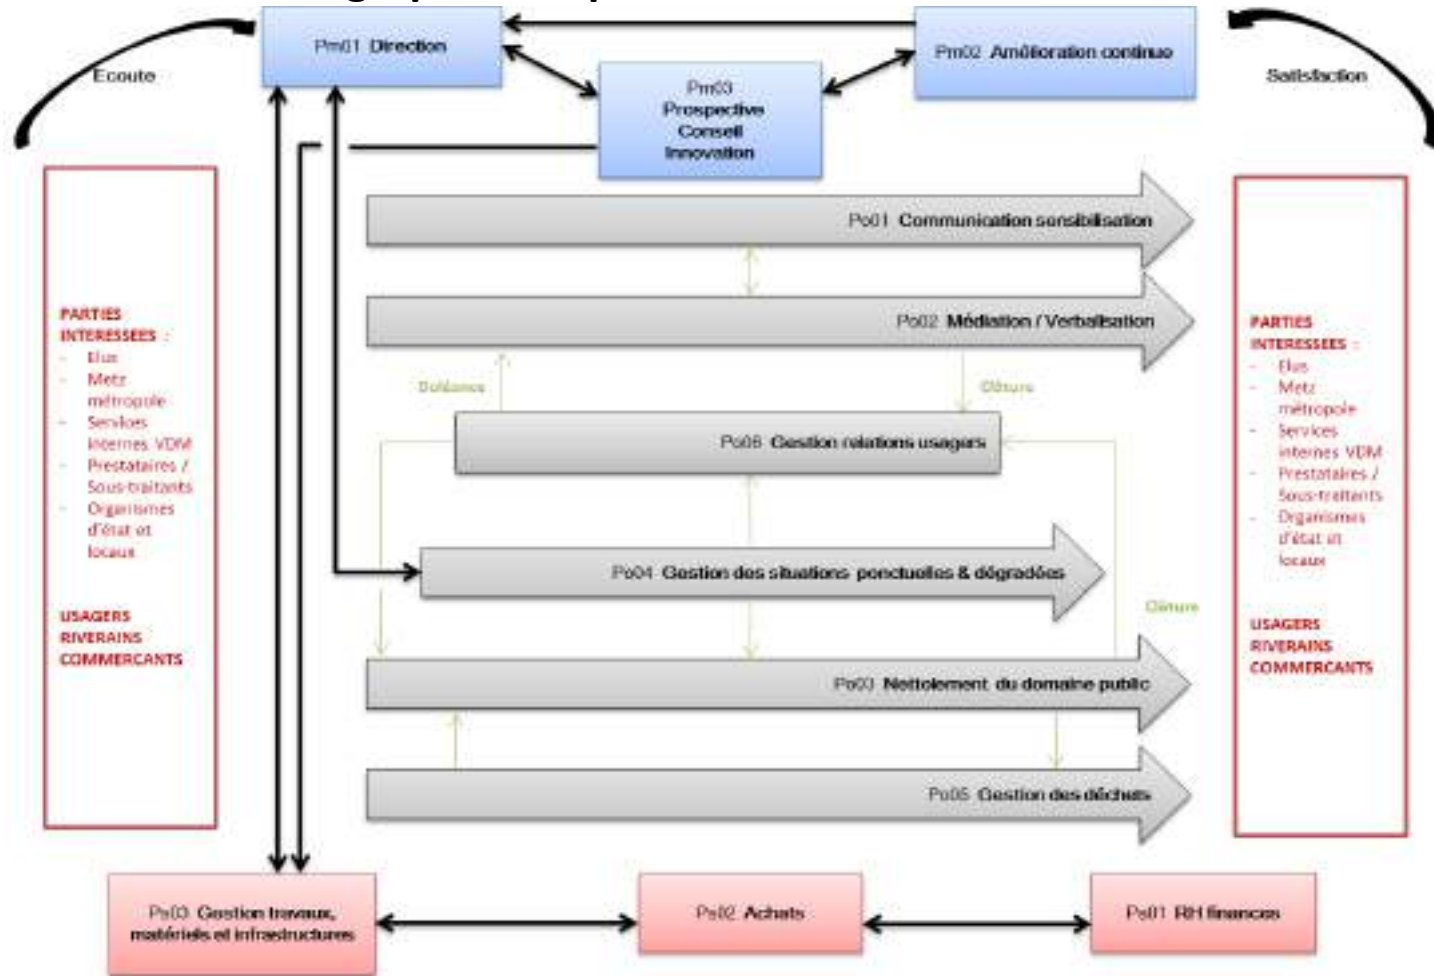 Pm01 Direction
Pm02 Amélioration continue
Ecoute
Satisfaction
Pm03
Prospective
Conseil
Innovation
Po01 Communication sensibilisation
Po02 Médiation / Verbalisation
PARTIES
INTERESSEES :
- Elus
- Metz
métropole
- Services
internes VDM
- Prestataires /
Sous-traitants
- Organismes
d'état et
locaux
USAGERS
RIVERAINS
COMMERCANTS
Doléance
Clôture
Po06 Gestion relations usagers
Po04 Gestion des situations ponctuelles & dégradées
Clôture
Po03 Nettoiement du domaine public
Po05 Gestion des déchets
PARTIES
INTERESSEES :
- Elus
- Metz
métropole
- Services
internes VDM
- Prestataires /
Sous-traitants
- Organismes
d'état et
locaux
USAGERS
RIVERAINS
COMMERCANTS
Ps03 Gestion travaux,
matériels et infrastructures
Ps02 Achats
Ps01 RH finances